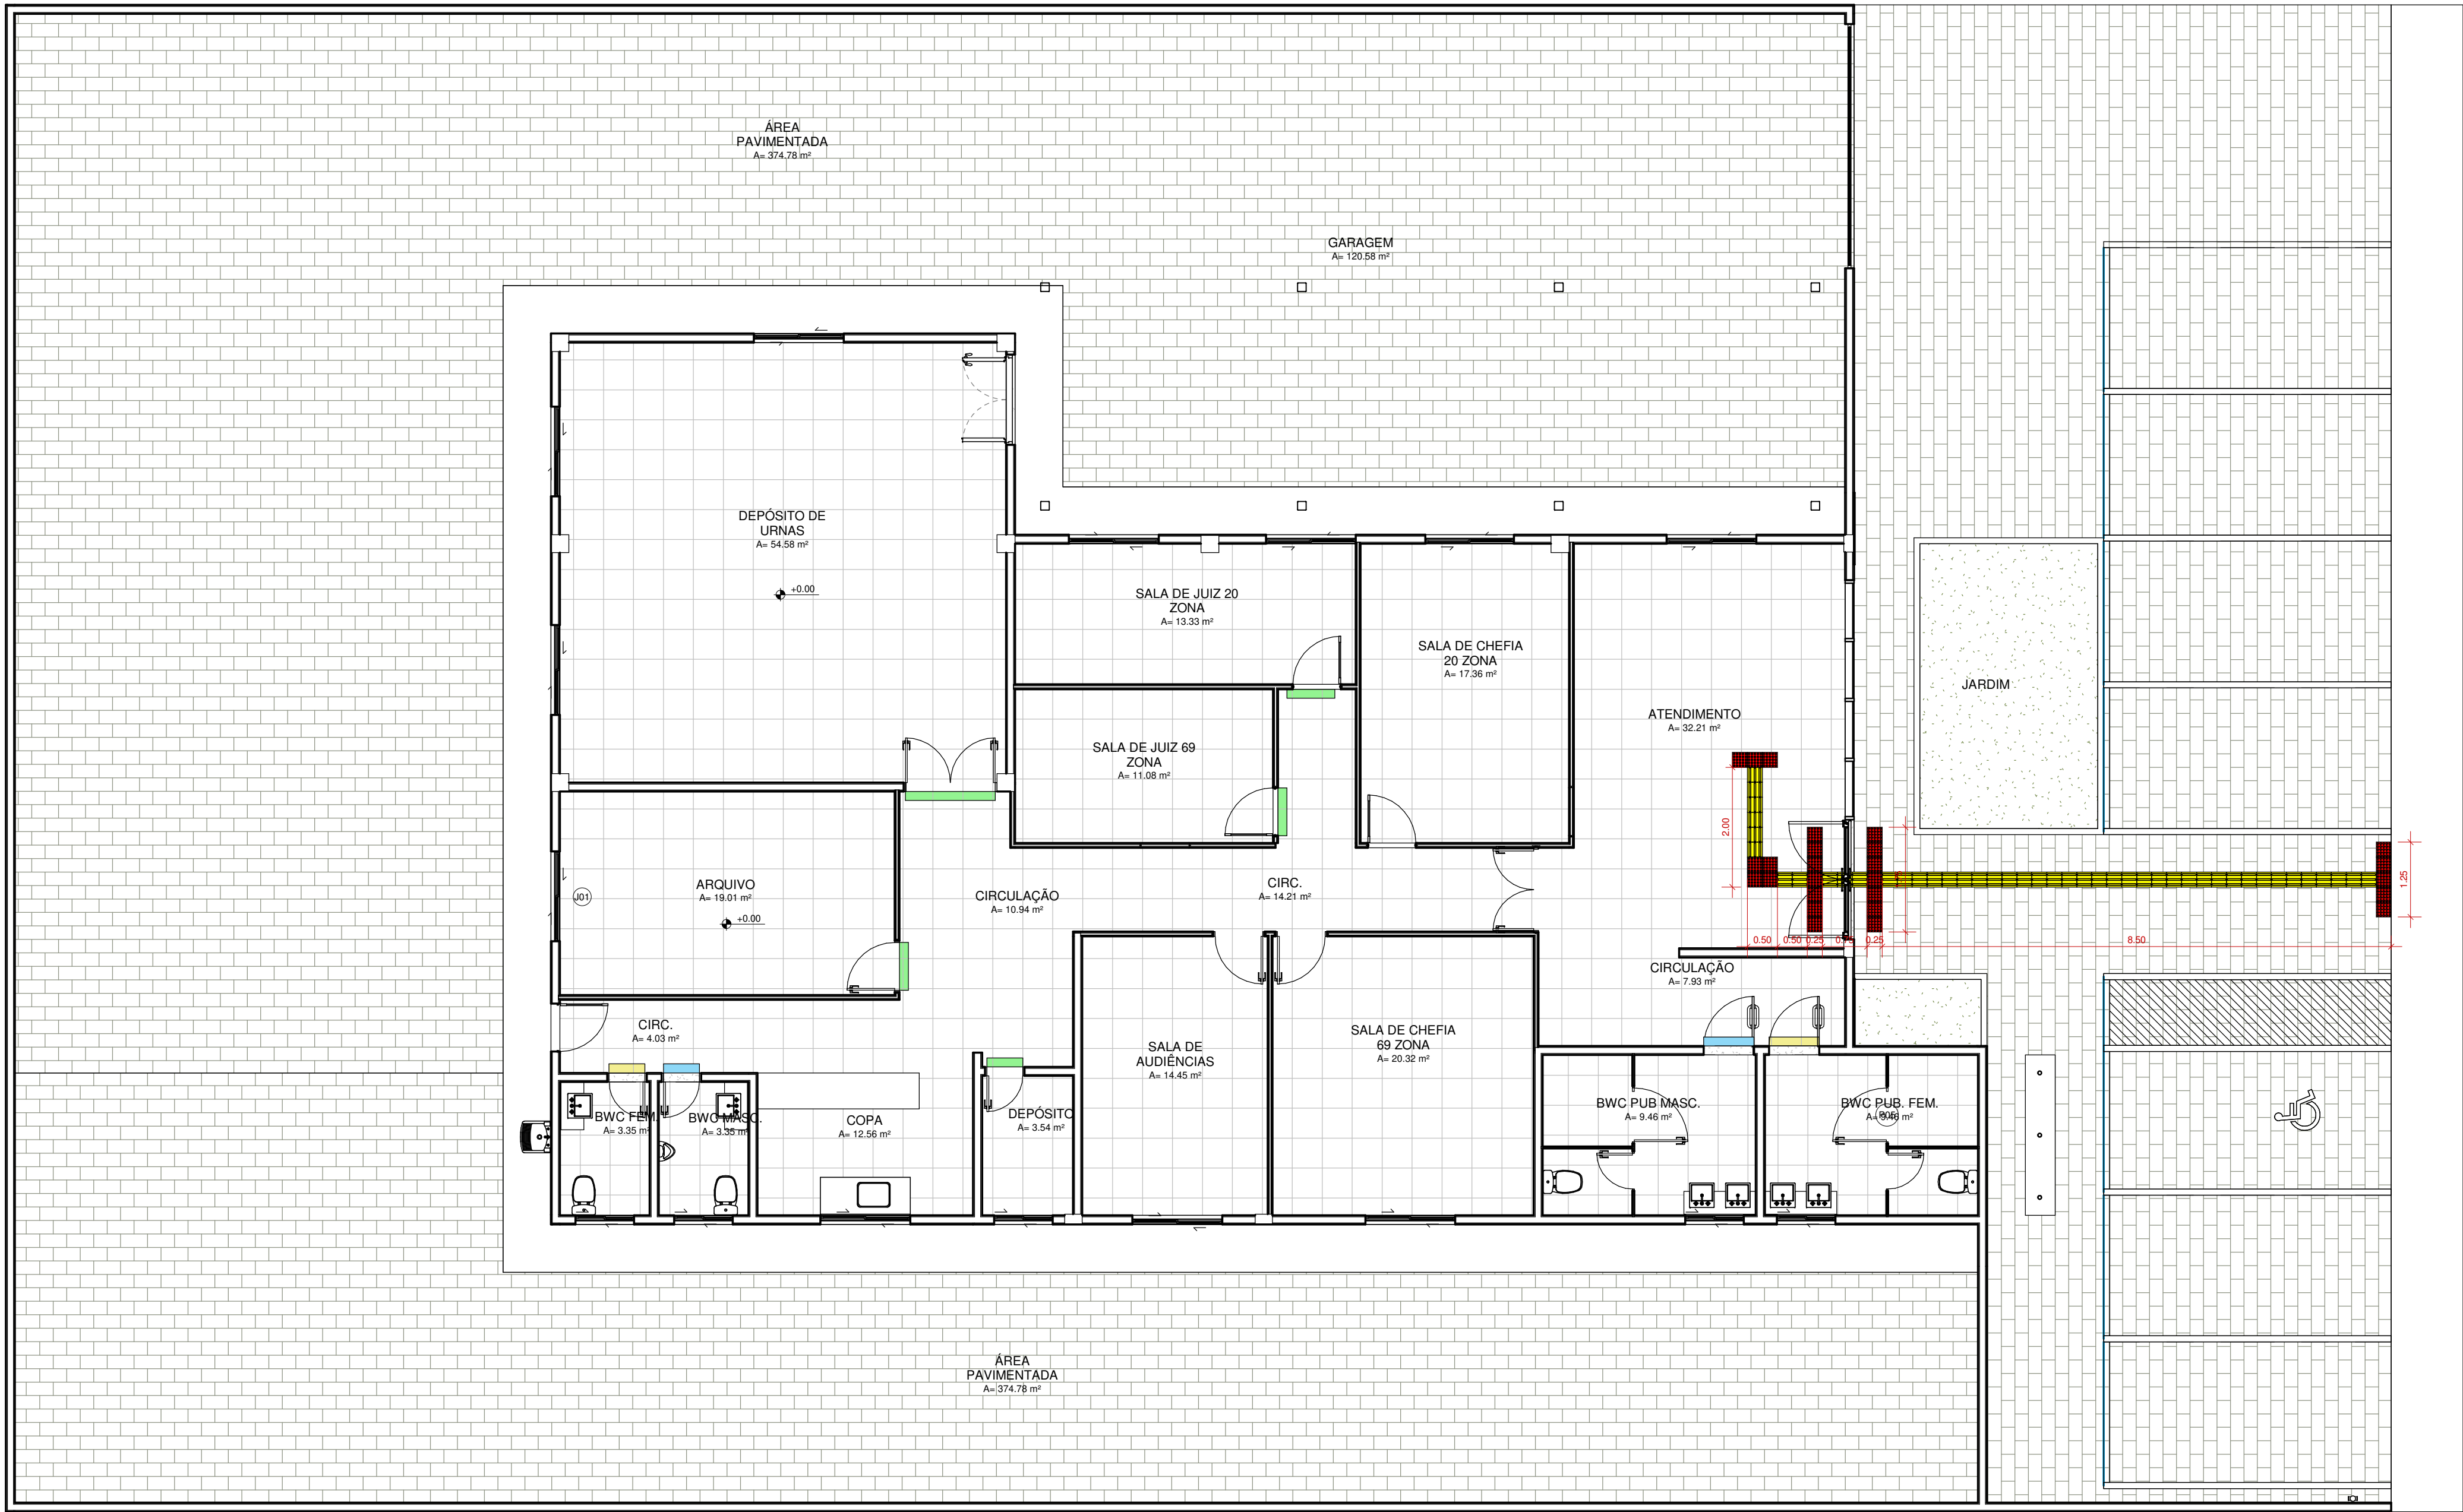 ÁREA
PAVIMENTADA
A= 374.78 m²
GARAGEM
A= 120.58 m²
DEPÓSITO DE
URNAS
A= 54.58 m²
+0.00
SALA DE JUIZ 20
ZONA
A= 13.33 m²
SALA DE CHEFIA
20 ZONA
A= 17.36 m²
JARDIM
ATENDIMENTO
A= 32.21 m²
SALA DE JUIZ 69
ZONA
A= 11.08 m²
2.00
1.25
ARQUIVO
A= 19.01 m²
J01
+0.00
CIRCULAÇÃO
A= 10.94 m²
CIRC.
A= 14.21 m²
0.50
0.50
0.25
0.25
8.50
CIRCULAÇÃO
A= 7.93 m²
CIRC.
A= 4.03 m²
SALA DE
AUDIÊNCIAS
A= 14.45 m²
SALA DE CHEFIA
69 ZONA
A= 20.32 m²
BWC FEM.
A= 3.35 m²
BWC MASC.
A= 3.35 m²
COPA
A= 12.56 m²
DEPÓSITO
A= 3.54 m²
BWC PUB MASC.
A= 9.46 m²
BWC PUB. FEM.
A= 9.46 m²
ÁREA
PAVIMENTADA
A= 374.78 m²